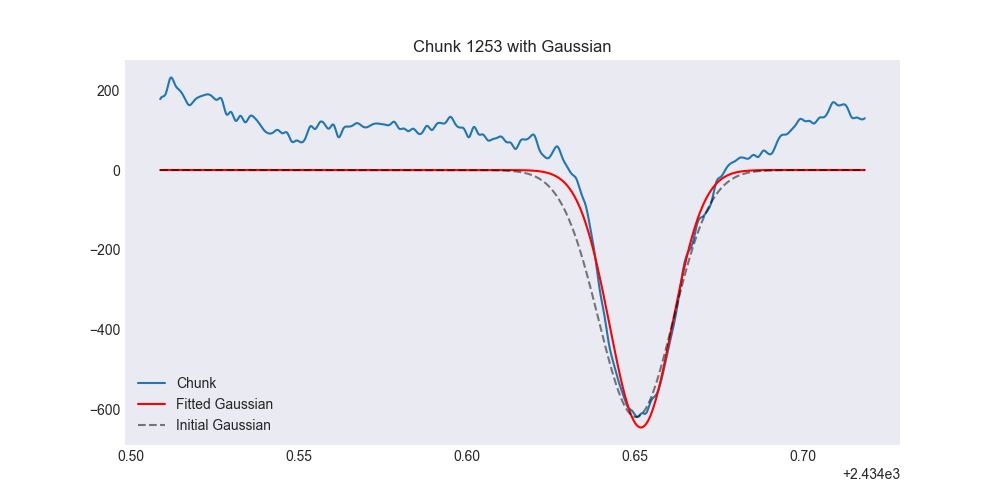 Chunk 1253 with Gaussian
200
0
−200
−400
−600
Chunk
Fitted Gaussian
Initial Gaussian
0.50 0.55 0.60 0.65 0.70
+2.434e3